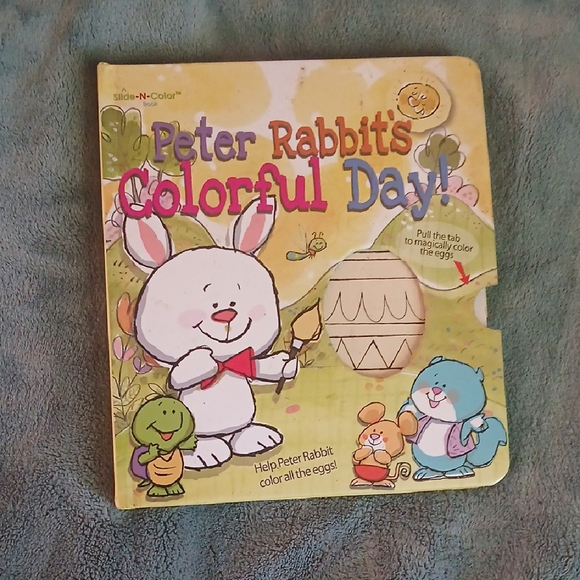 Slide-N-Color™
Book
Peter Rabbit's
Colorful Day!
Pull the tab
to magically color
the eggs
Help Peter Rabbit
color all the eggs!